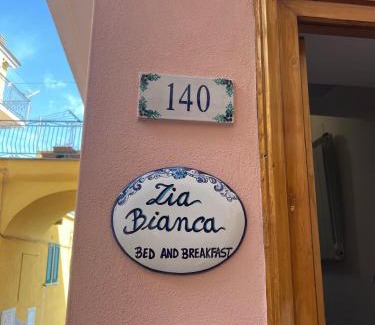 140
Zia
Bianca
BED AND BREAKFAST